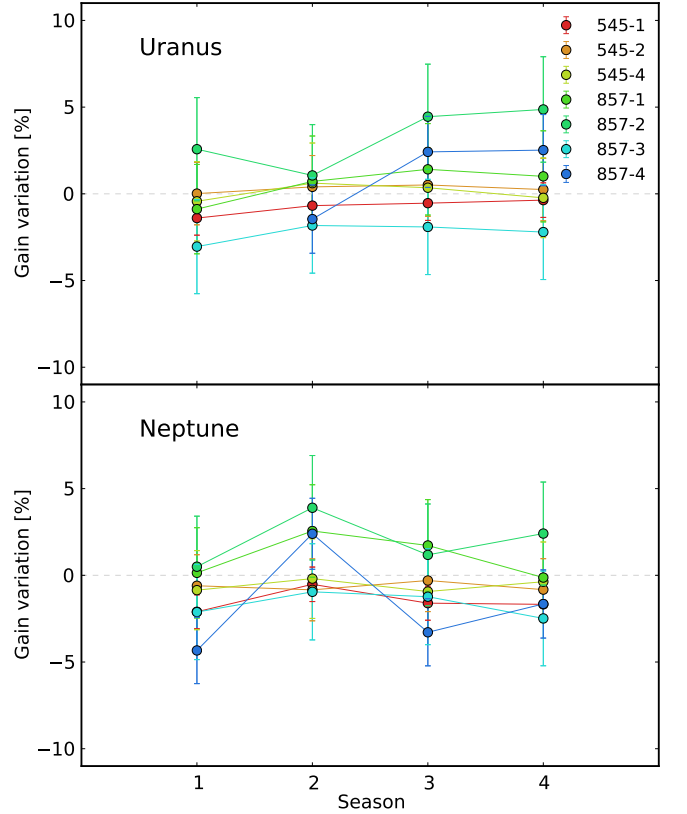 Uranus
10
5
0
−5
−10
Gain variation [%]
545-1
545-2
545-4
857-1
857-2
857-3
857-4
Neptune
10
5
0
−5
−10
Gain variation [%]
1 2 3 4
Season